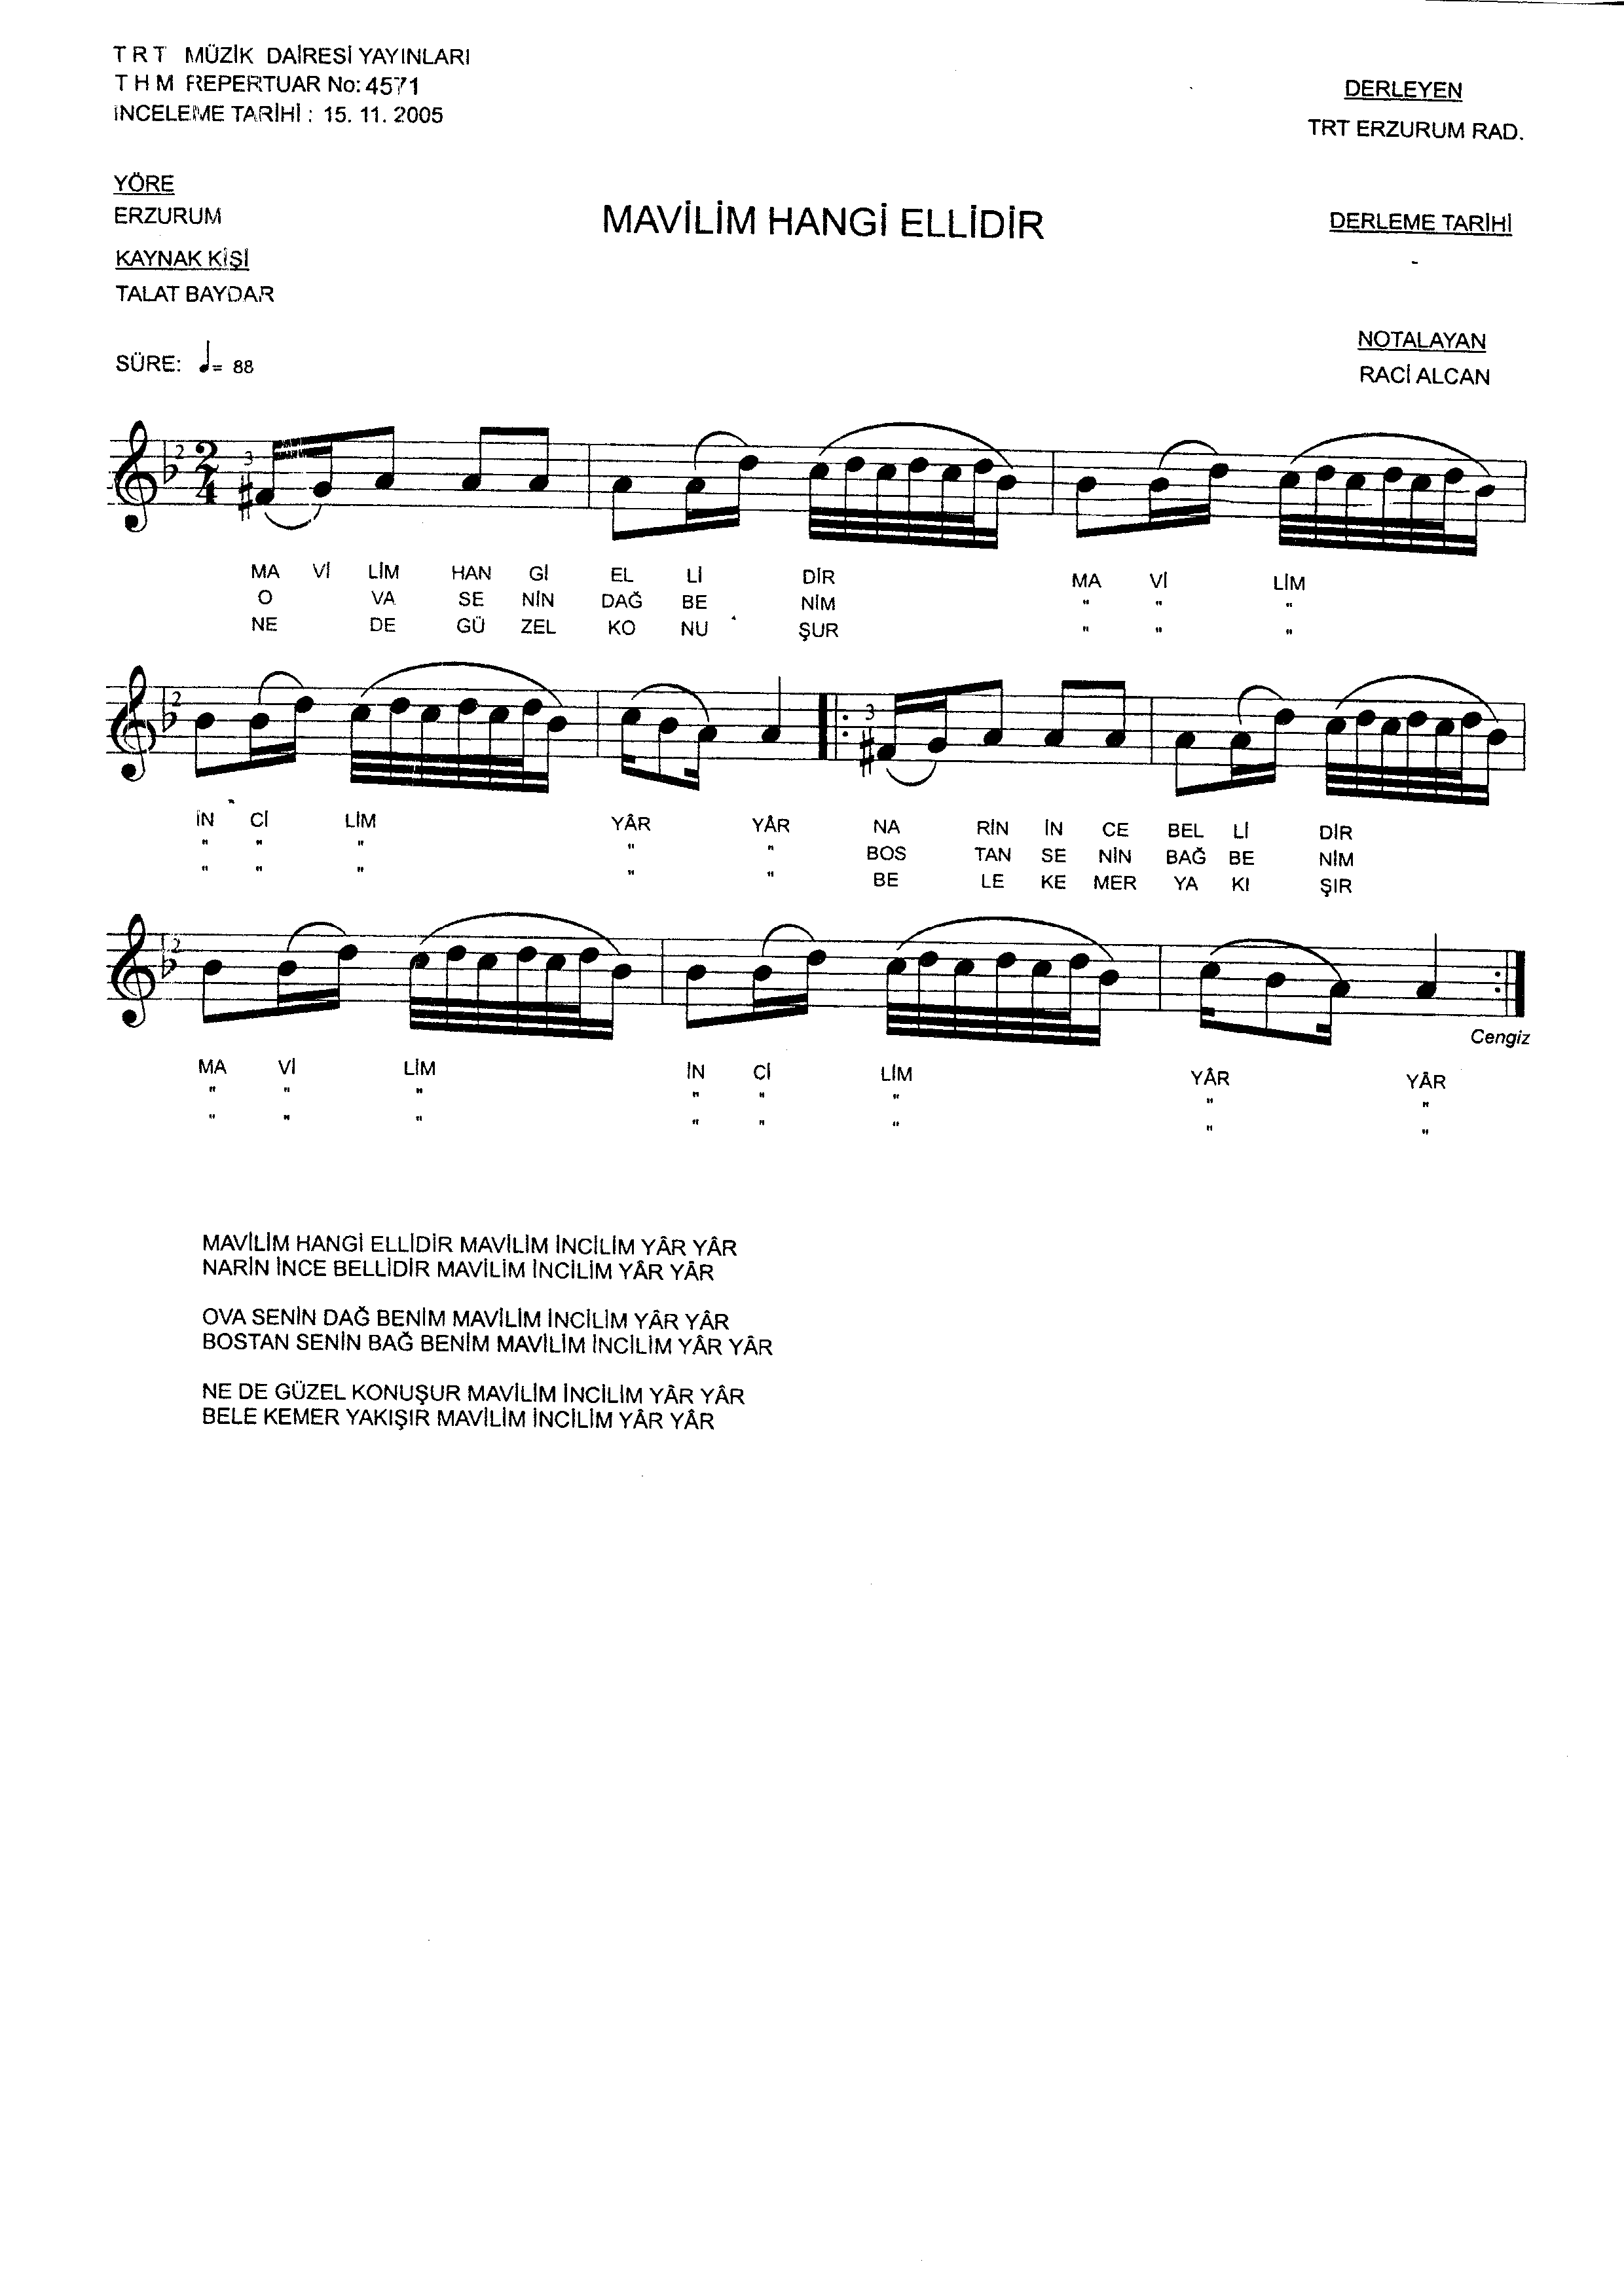 TRT MÜZİK DAİRESİ YAYINLARI
THM REPERTUAR No: 4571
İNCELEME TARİHİ : 15. 11. 2005
DERLEYEN
TRT ERZURUM RAD.
YÖRE
ERZURUM
MAVİLİM HANGİ ELLİDİR
DERLEME TARİHİ
-
KAYNAK KİŞİ
TALAT BAYDAR
NOTALAYAN
RACİ ALCAN
SÜRE: ♩= 88
2 2 4 3
MA Vİ LİM HAN Gİ EL Lİ DİR MA Vİ LİM
O VA SE NİN DAĞ BE NİM " " "
NE DE GÜ ZEL KO NU ŞUR " " "
2 3
İN Cİ LİM YÂR YÂR NA RİN İN CE BEL Lİ DİR
" " " " " BOS TAN SE NİN BAĞ BE NİM
" " " " " BE LE KE MER YA KI ŞIR
2
Cengiz
MA Vİ LİM İN Cİ LİM YÂR YÂR
" " " " " " " "
" " " " " " " "
MAVİLİM HANGİ ELLİDİR MAVİLİM İNCİLİM YÂR YÂR
NARİN İNCE BELLİDİR MAVİLİM İNCİLİM YÂR YÂR
OVA SENİN DAĞ BENİM MAVİLİM İNCİLİM YÂR YÂR
BOSTAN SENİN BAĞ BENİM MAVİLİM İNCİLİM YÂR YÂR
NE DE GÜZEL KONUŞUR MAVİLİM İNCİLİM YÂR YÂR
BELE KEMER YAKIŞIR MAVİLİM İNCİLİM YÂR YÂR